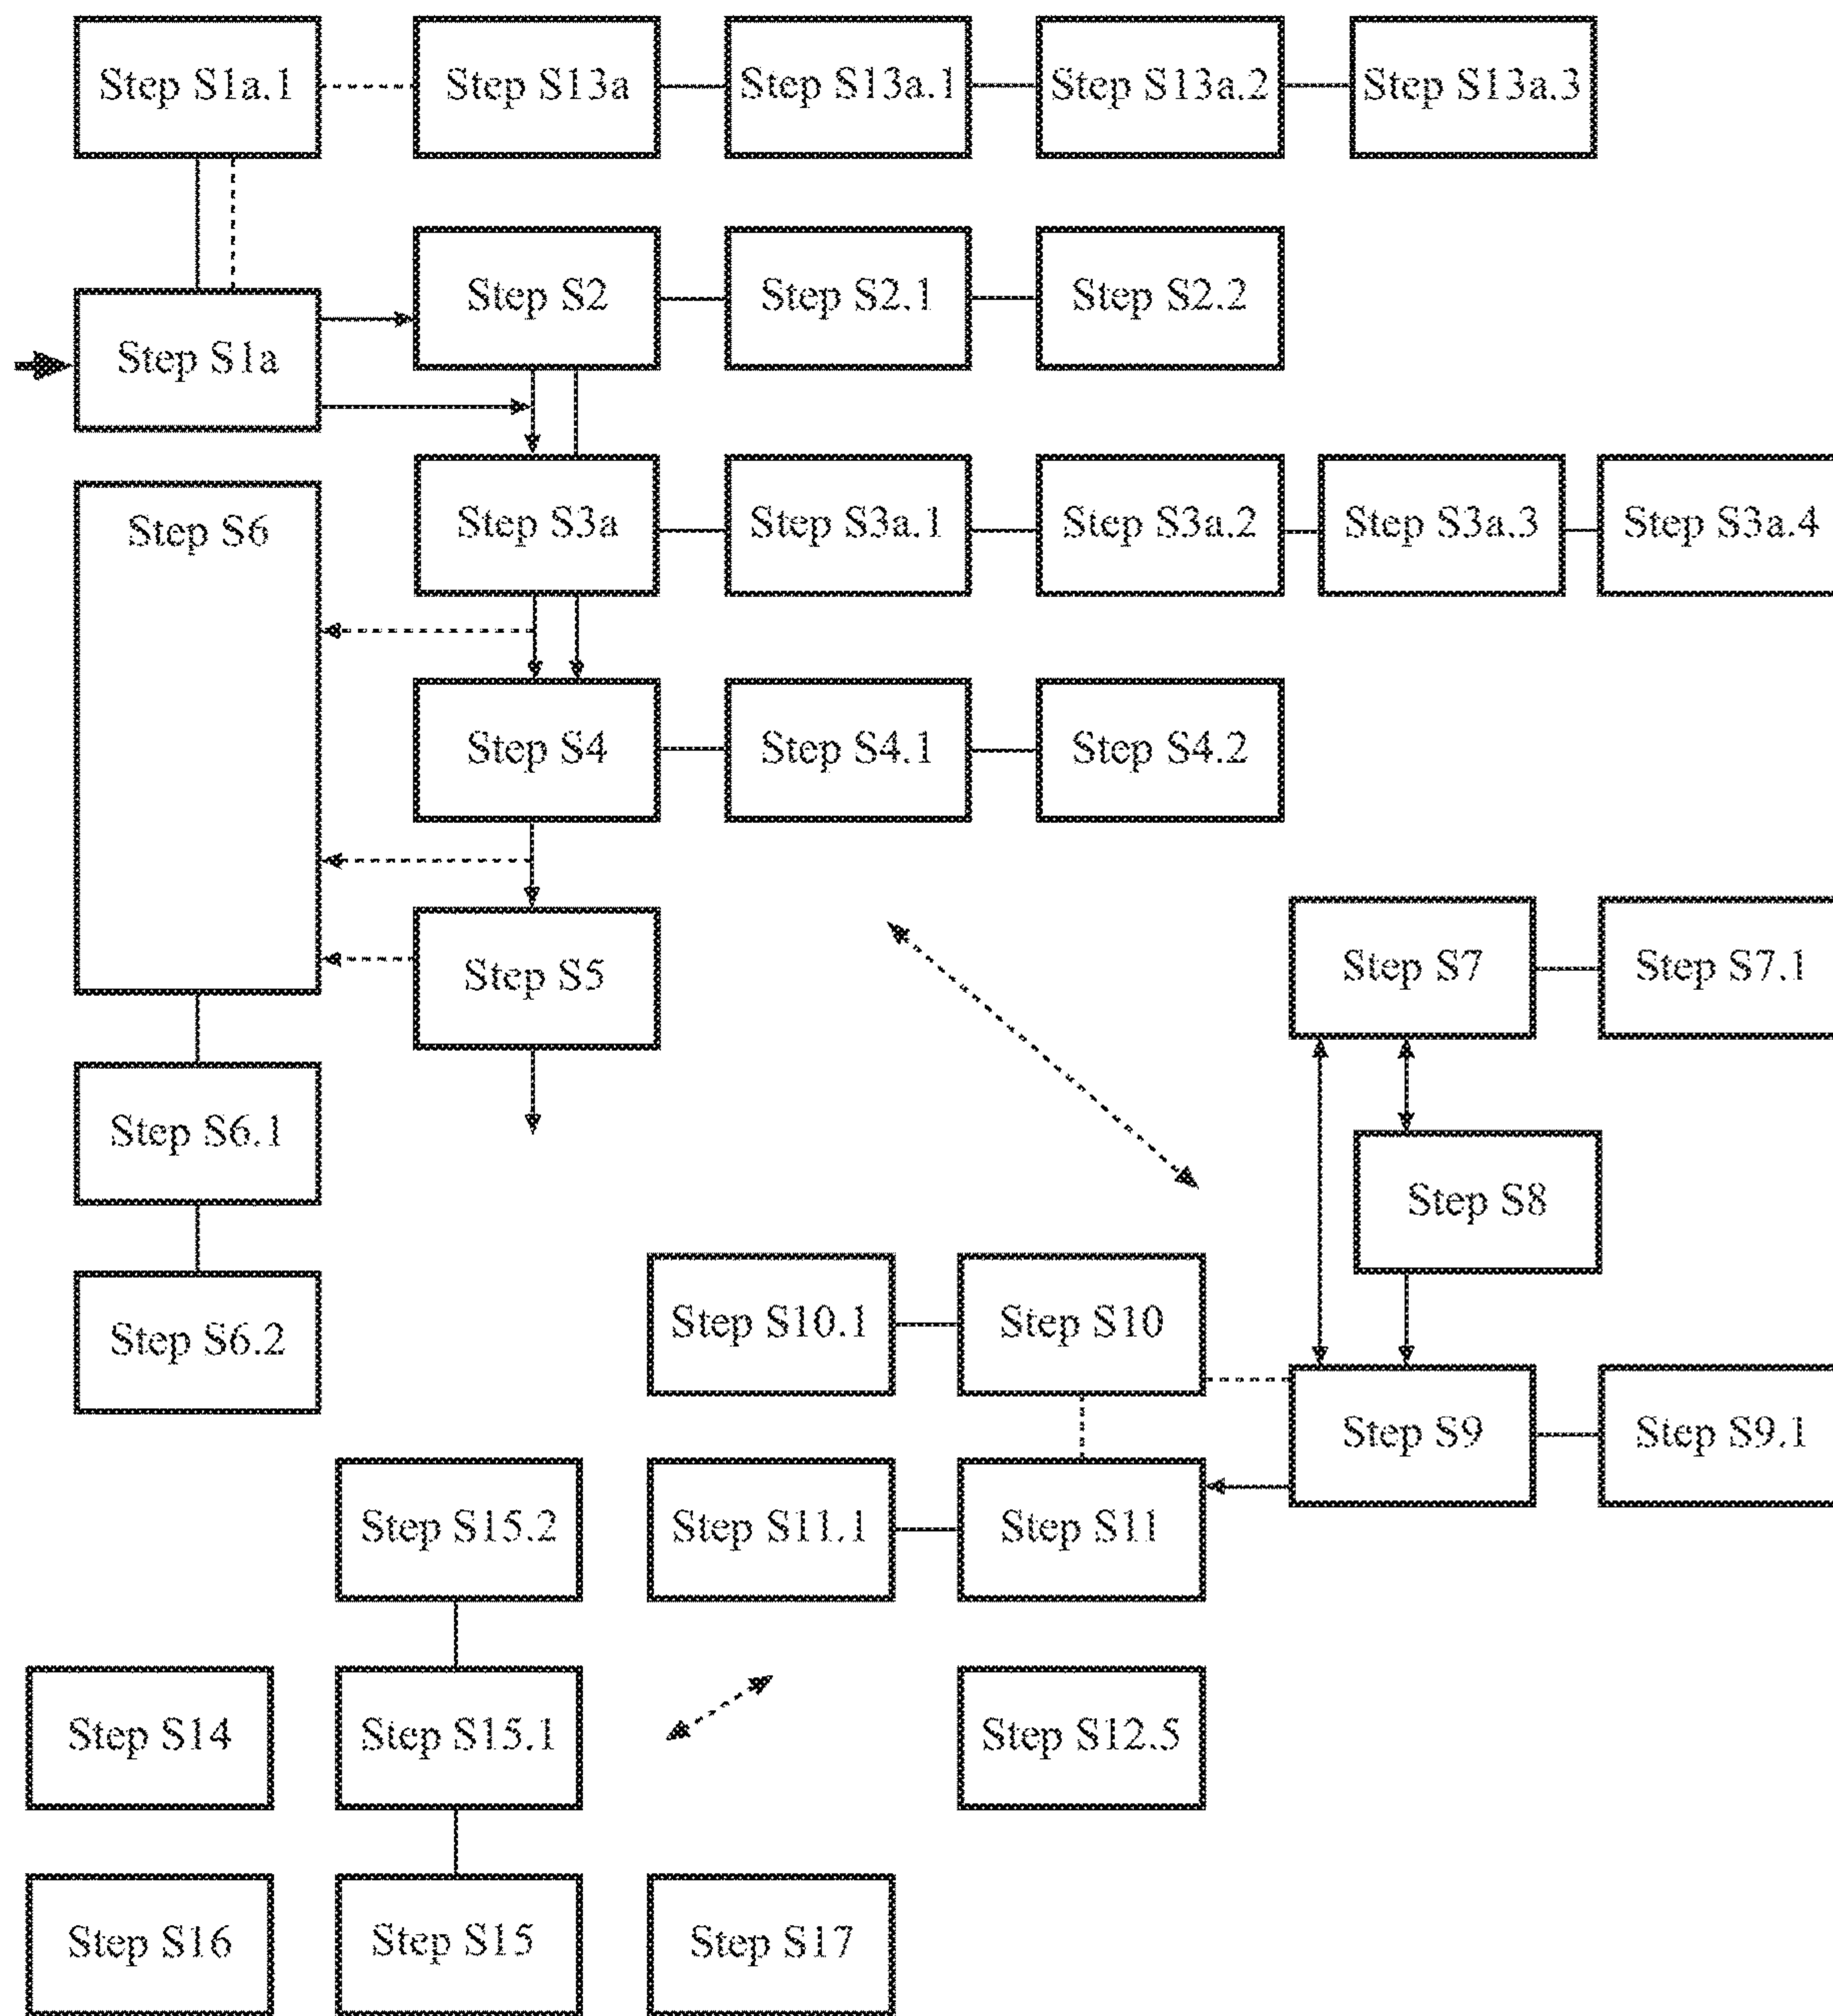 Step S1a.1
Step S13a
Step S13a.1
Step S13a.2
Step S13a.3
Step S2
Step S2.1
Step S2.2
Step S1a
Step S6
Step S3a
Step S3a.1
Step S3a.2
Step S3a.3
Step S3a.4
Step S4
Step S4.1
Step S4.2
Step S5
Step S7
Step S7.1
Step S6.1
Step S8
Step S6.2
Step S10.1
Step S10
Step S9
Step S9.1
Step S15.2
Step S11.1
Step S11
Step S14
Step S15.1
Step S12.5
Step S16
Step S15
Step S17